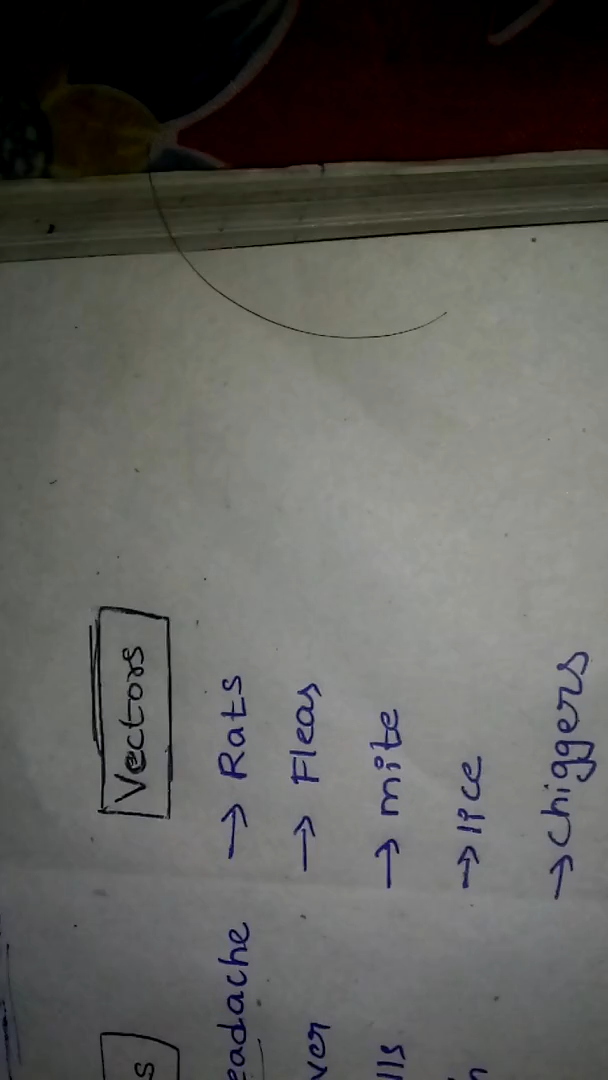 Vectors
eadache → Rats
ver → Fleas
lls → mite
→ lice
→ chiggers